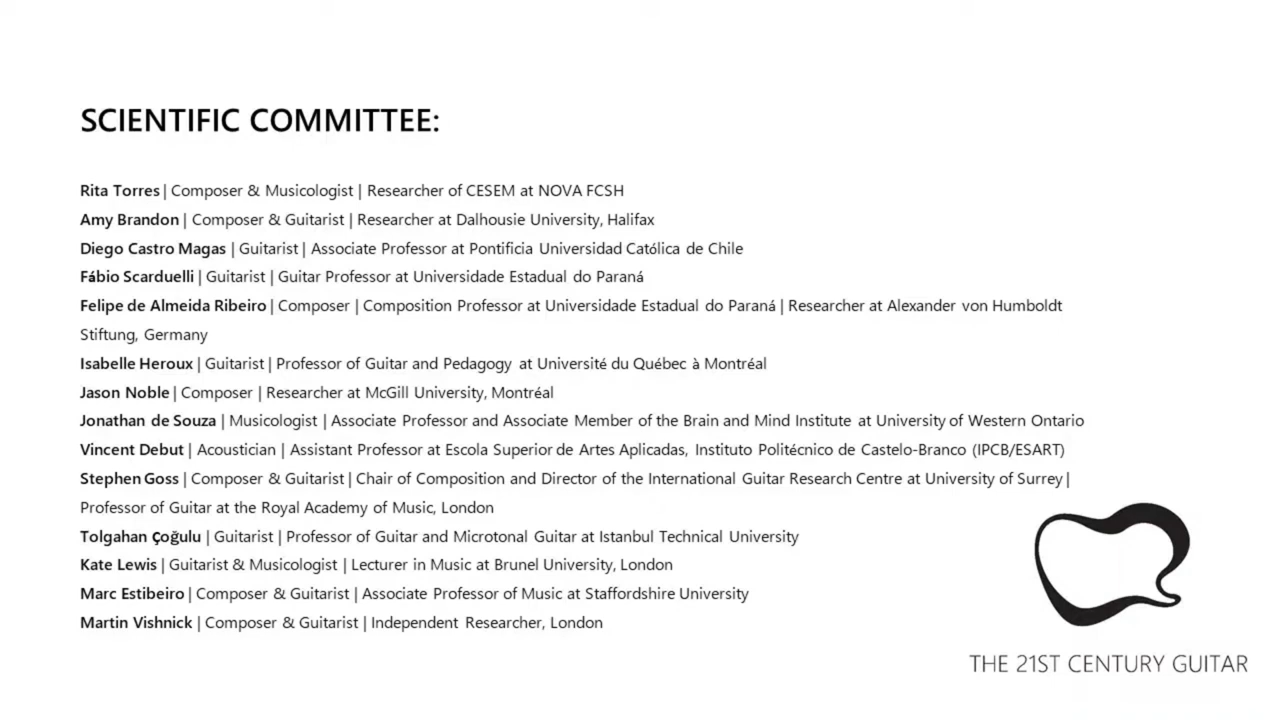 SCIENTIFIC COMMITTEE:
Rita Torres | Composer & Musicologist | Researcher of CESEM at NOVA FCSH
Amy Brandon | Composer & Guitarist | Researcher at Dalhousie University, Halifax
Diego Castro Magas | Guitarist | Associate Professor at Pontificia Universidad Católica de Chile
Fábio Scarduelli | Guitarist | Guitar Professor at Universidade Estadual do Paraná
Felipe de Almeida Ribeiro | Composer | Composition Professor at Universidade Estadual do Paraná | Researcher at Alexander von Humboldt
Stiftung, Germany
Isabelle Heroux | Guitarist | Professor of Guitar and Pedagogy at Université du Québec à Montréal
Jason Noble | Composer | Researcher at McGill University, Montréal
Jonathan de Souza | Musicologist | Associate Professor and Associate Member of the Brain and Mind Institute at University of Western Ontario
Vincent Debut | Acoustician | Assistant Professor at Escola Superior de Artes Aplicadas, Instituto Politécnico de Castelo-Branco (IPCB/ESART)
Stephen Goss | Composer & Guitarist | Chair of Composition and Director of the International Guitar Research Centre at University of Surrey |
Professor of Guitar at the Royal Academy of Music, London
Tolgahan Çoğulu | Guitarist | Professor of Guitar and Microtonal Guitar at Istanbul Technical University
Kate Lewis | Guitarist & Musicologist | Lecturer in Music at Brunel University, London
Marc Estibeiro | Composer & Guitarist | Associate Professor of Music at Staffordshire University
Martin Vishnick | Composer & Guitarist | Independent Researcher, London
THE 21ST CENTURY GUITAR